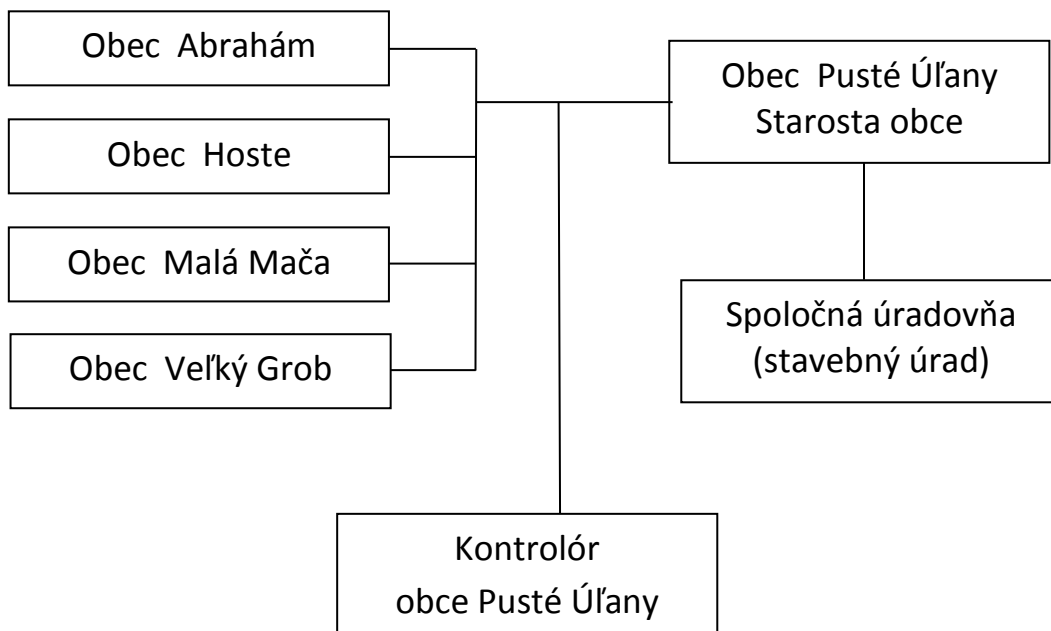 Obec Abrahám
Obec Hoste
Obec Malá Mača
Obec Veľký Grob
Obec Pusté Úľany
Starosta obce
Spoločná úradovňa
(stavebný úrad)
Kontrolór
obce Pusté Úľany